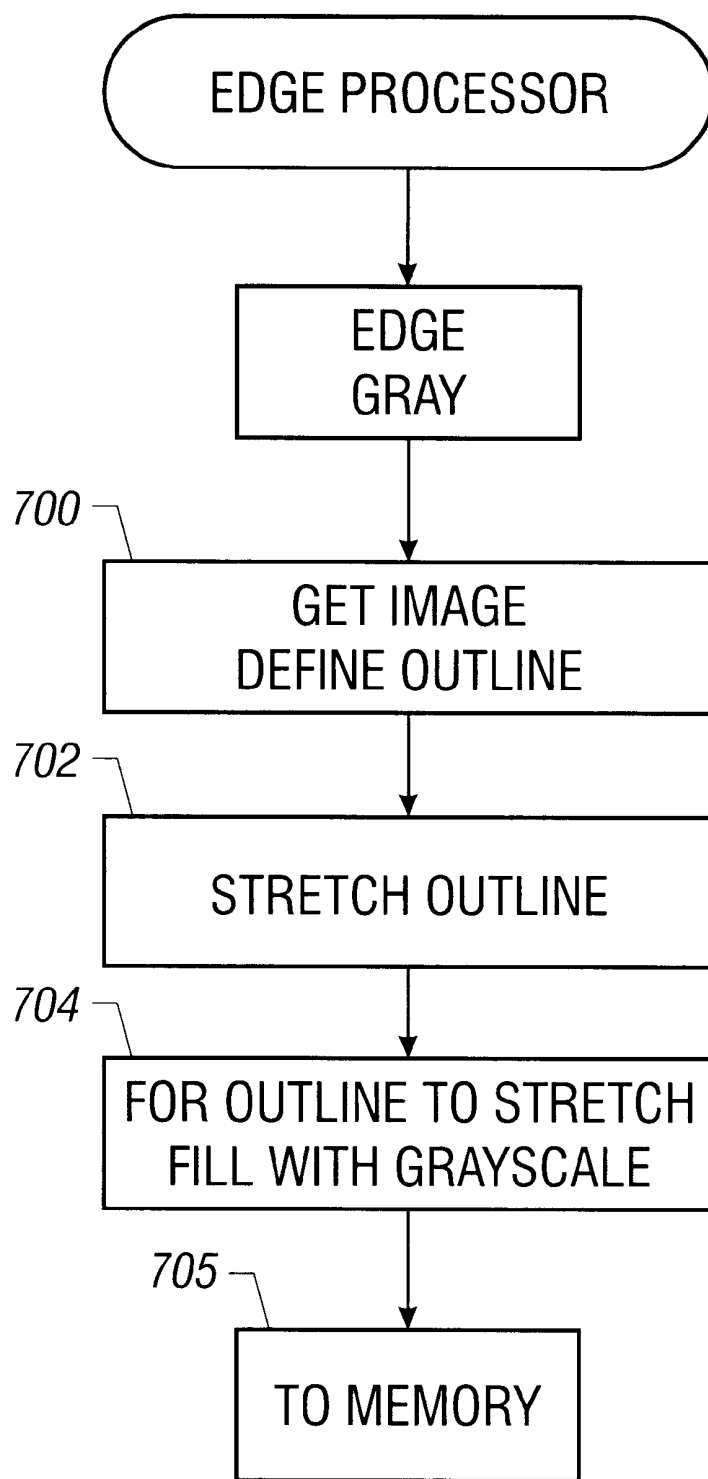 EDGE PROCESSOR
EDGE
GRAY
700
GET IMAGE
DEFINE OUTLINE
702
STRETCH OUTLINE
704
FOR OUTLINE TO STRETCH
FILL WITH GRAYSCALE
705
TO MEMORY